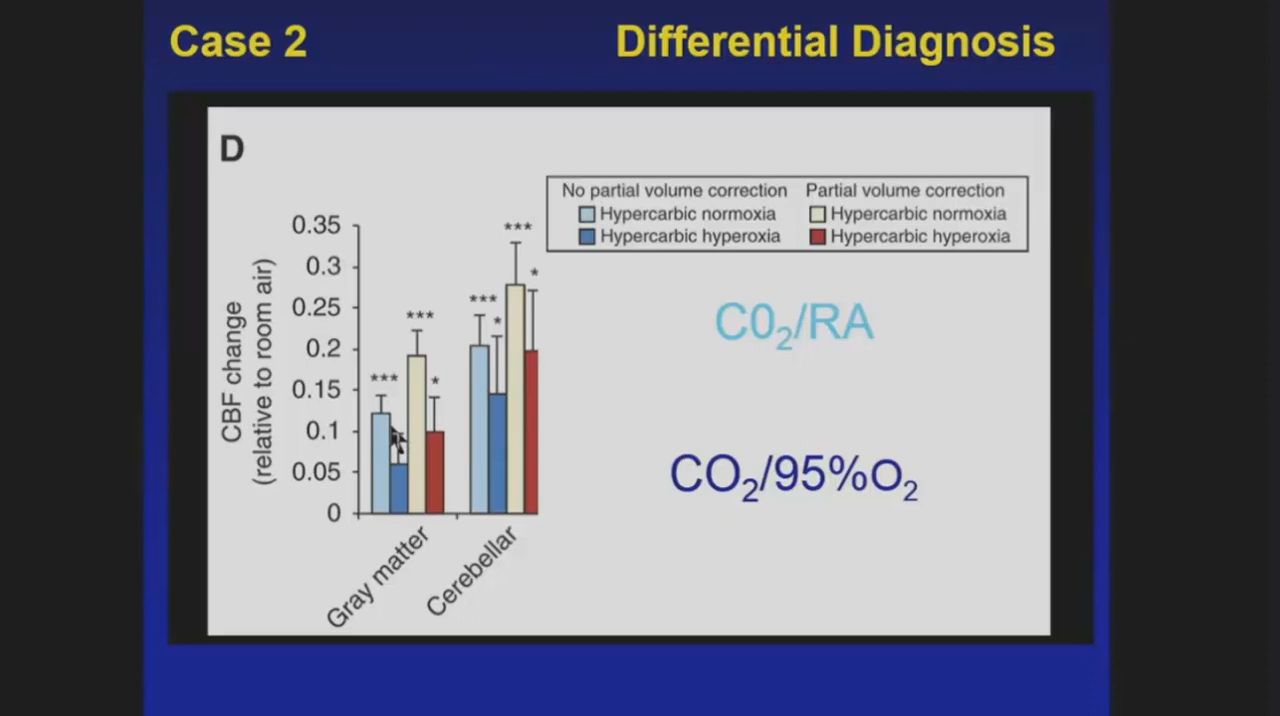 Case 2
Differential Diagnosis
D
No partial volume correction
Partial volume correction
Hypercarbic normoxia
Hypercarbic normoxia
Hypercarbic hyperoxia
Hypercarbic hyperoxia
CBF change
(relative to room air)
0.35
0.3
0.25
0.2
0.15
0.1
0.05
0
***
*
***
*
***
*
***
*
Gray matter
Cerebellar
C0₂/RA
CO₂/95%O₂